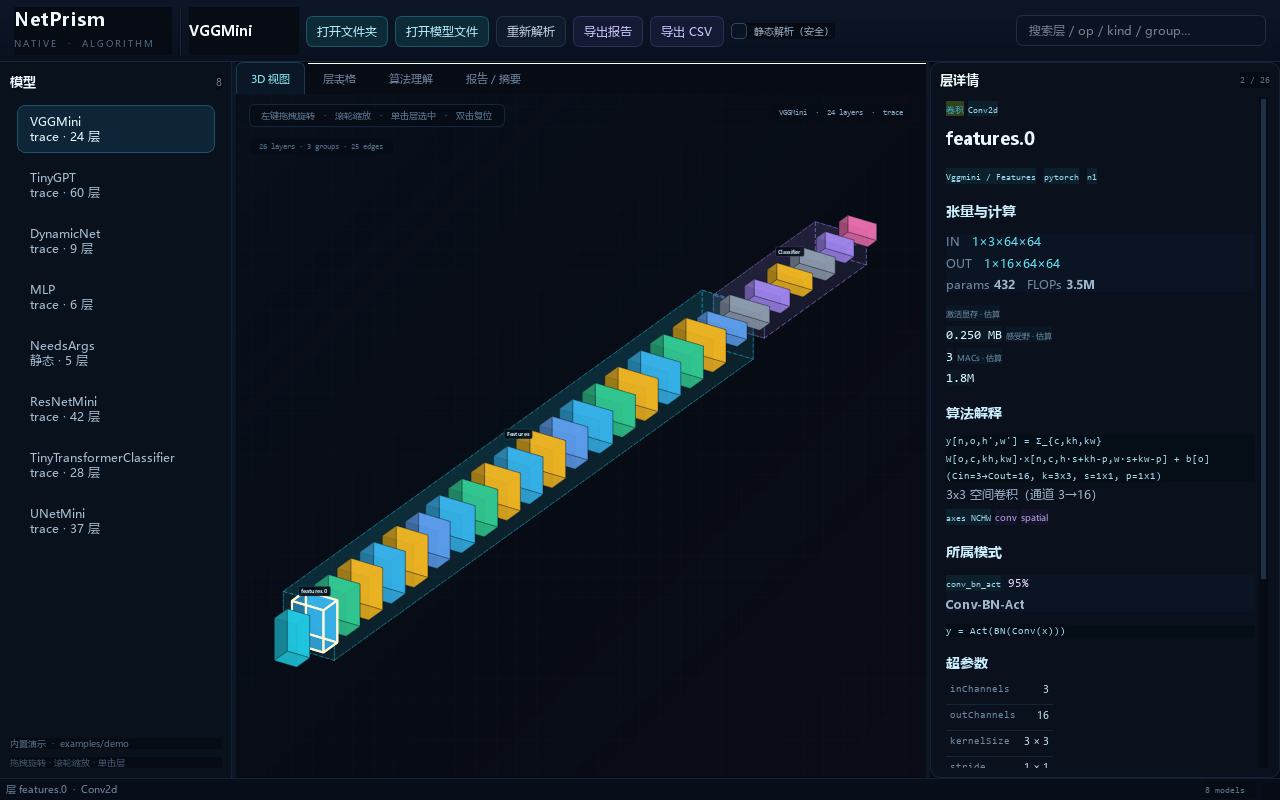 NetPrism
NATIVE · ALGORITHM
VGGMini
打开文件夹
打开模型文件
重新解析
导出报告
导出 CSV
静态解析（安全）
搜索层 / op / kind / group...
模型
8
VGGMini
trace · 24 层
TinyGPT
trace · 60 层
DynamicNet
trace · 9 层
MLP
trace · 6 层
NeedsArgs
静态 · 5 层
ResNetMini
trace · 42 层
TinyTransformerClassifier
trace · 28 层
UNetMini
trace · 37 层
内置演示 · examples/demo
拖拽旋转 · 滚轮缩放 · 单击层
3D 视图
层表格
算法理解
报告 / 摘要
左键拖拽旋转 · 滚轮缩放 · 单击层选中 · 双击复位
VGGMini · 24 layers · trace
26 layers · 3 groups · 25 edges
Classifier
Features
features.0
层详情
2 / 26
卷积 Conv2d
features.0
Vggmini / Features pytorch n1
张量与计算
IN 1×3×64×64
OUT 1×16×64×64
params 432 FLOPs 3.5M
激活显存·估算
0.250 MB 感受野·估算
3 MACs·估算
1.8M
算法解释
y[n,o,h',w'] = Σ_{c,kh,kw}
W[o,c,kh,kw]·x[n,c,h·s+kh-p,w·s+kw-p] + b[o]
(Cin=3→Cout=16, k=3x3, s=1x1, p=1x1)
3x3 空间卷积（通道 3→16）
axes NCHW conv spatial
所属模式
conv_bn_act 95%
Conv-BN-Act
y = Act(BN(Conv(x)))
超参数
inChannels 3
outChannels 16
kernelSize 3 × 3
stride 1 × 1
层 features.0 · Conv2d
8 models